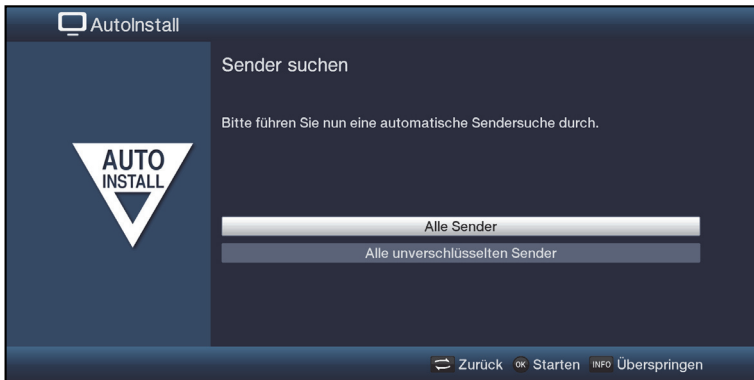 AutoInstall
Sender suchen
Bitte führen Sie nun eine automatische Sendersuche durch.
AUTO
INSTALL
Alle Sender
Alle unverschlüsselten Sender
Zurück OK Starten INFO Überspringen